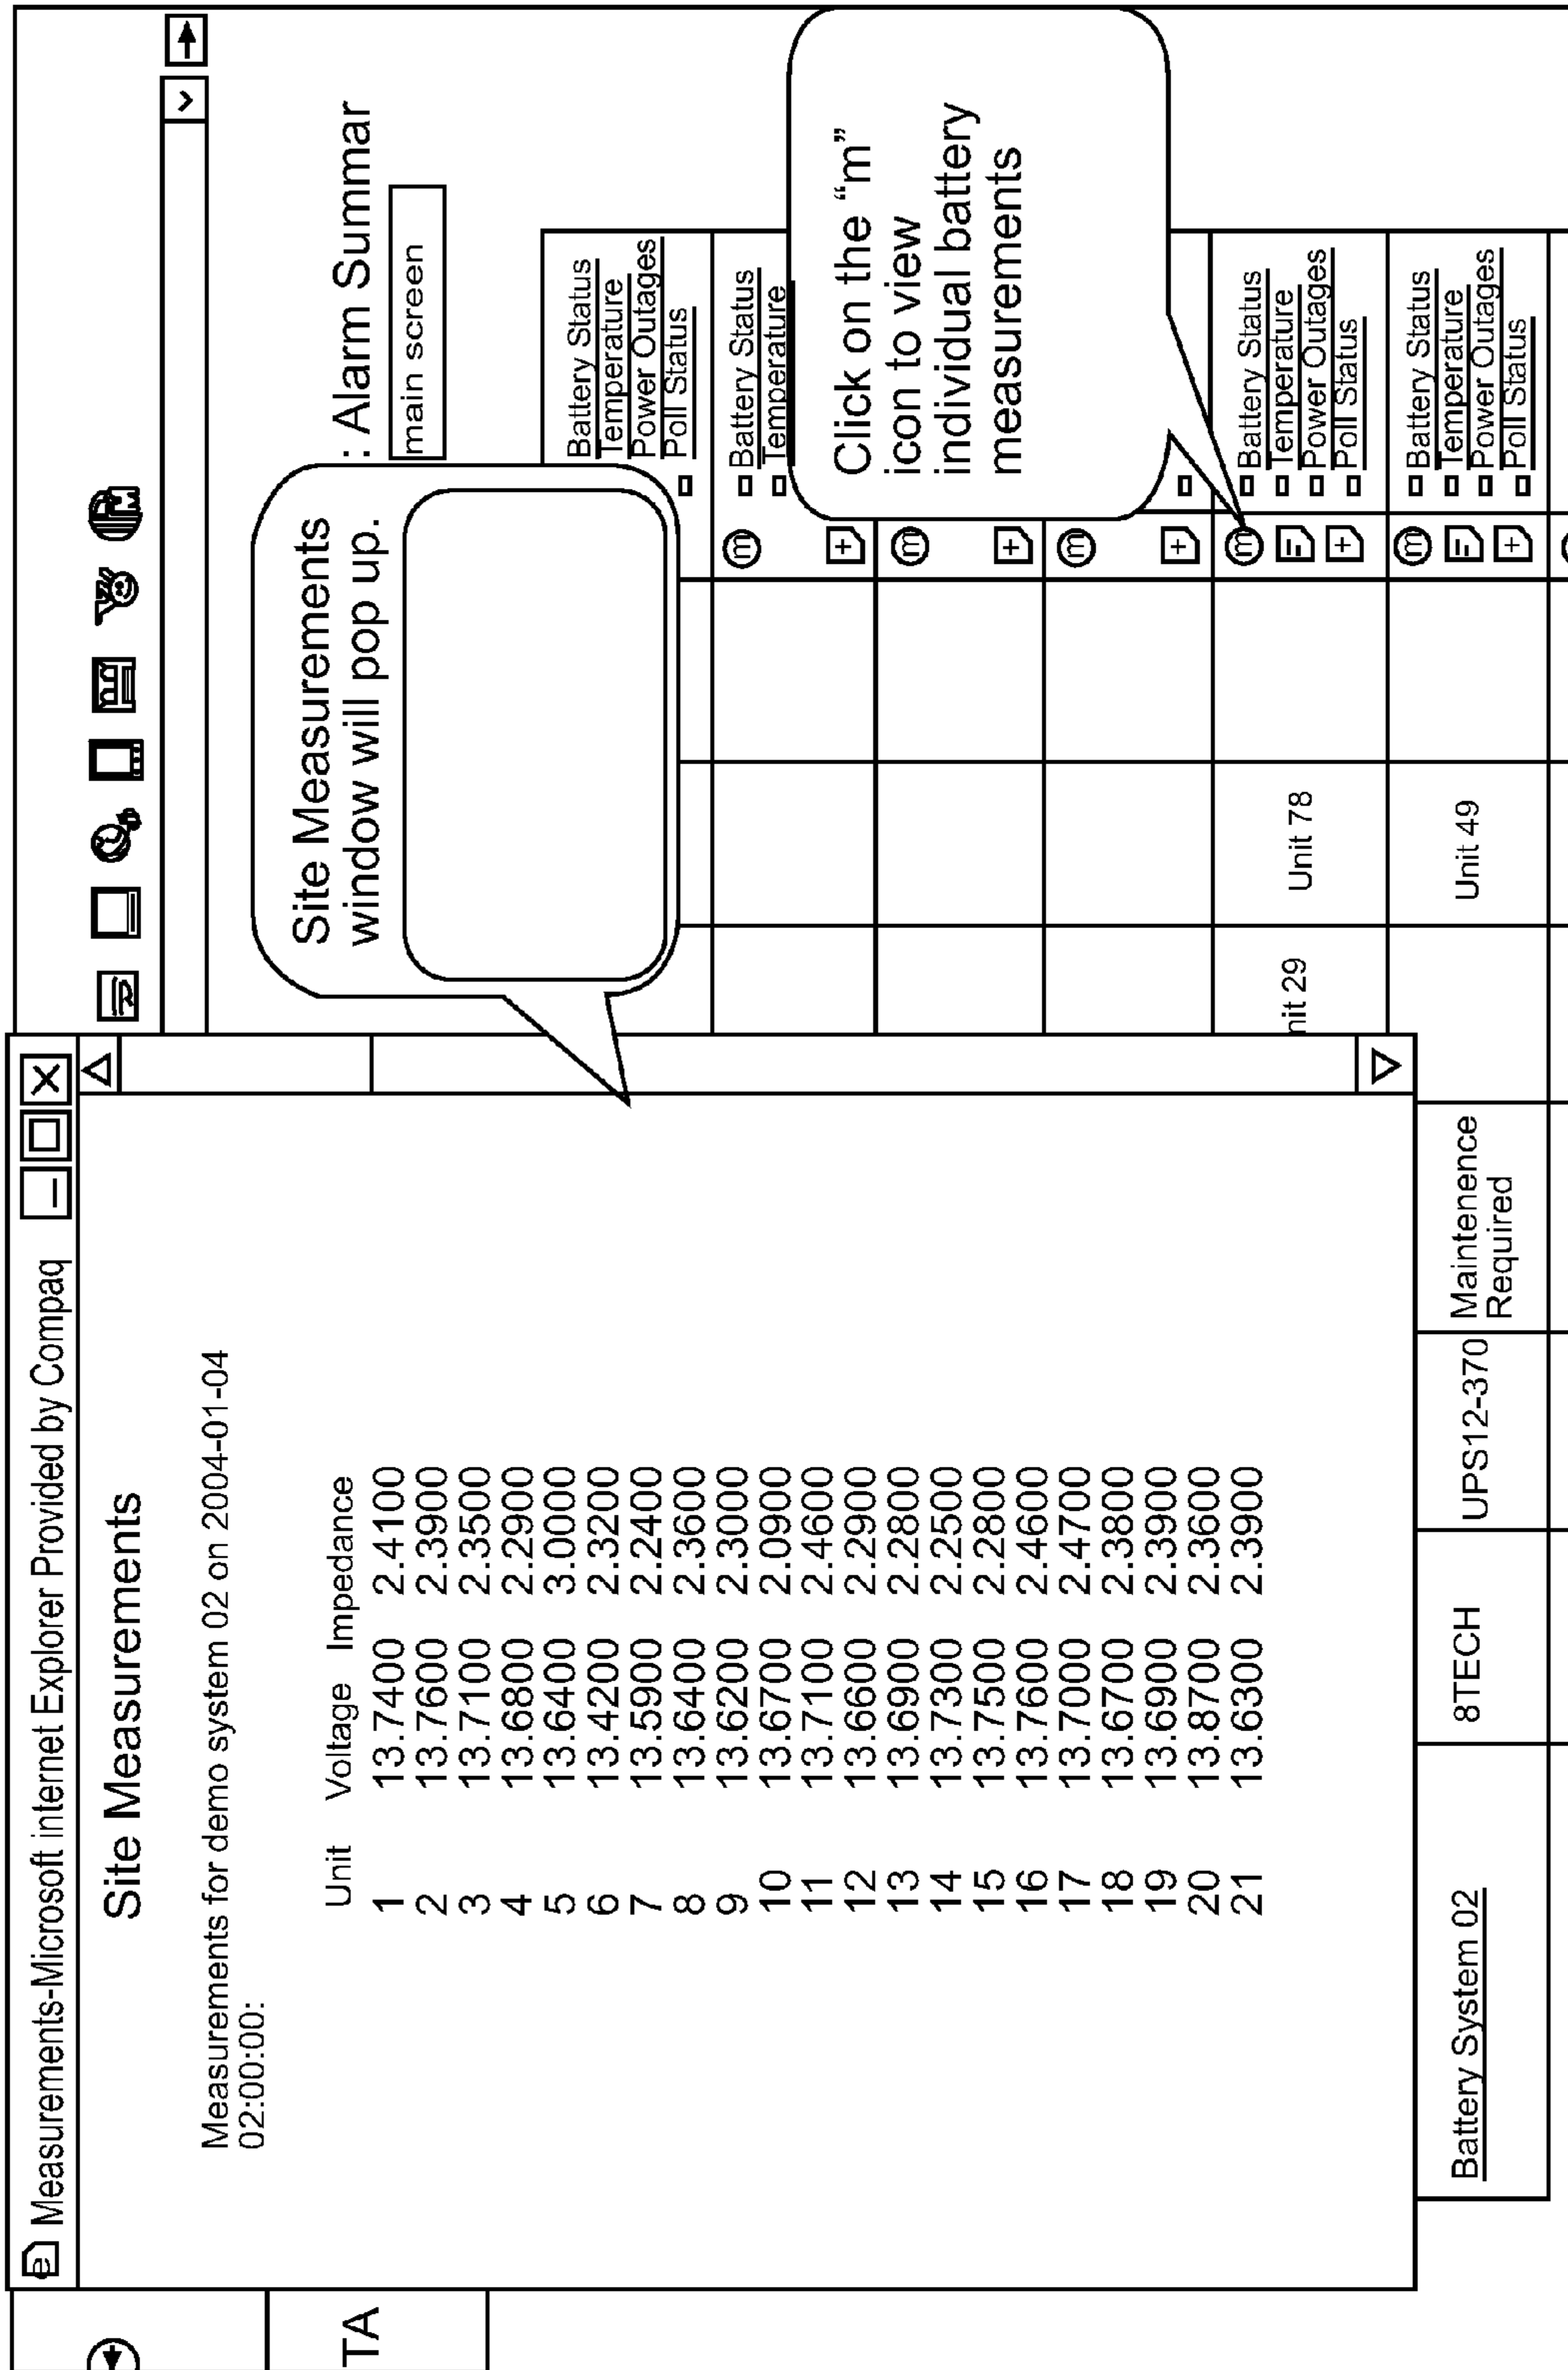 Measurements-Microsoft internet Explorer Provided by Compaq
Site Measurements
Measurements for demo system 02 on 2004-01-04
02:00:00:
Unit Voltage Impedance
1 13.7400 2.4100
2 13.7600 2.3900
3 13.7100 2.3500
4 13.6800 2.2900
5 13.6400 3.0000
6 13.4200 2.3200
7 13.5900 2.2400
8 13.6400 2.3600
9 13.6200 2.3000
10 13.6700 2.0900
11 13.7100 2.4600
12 13.6600 2.2900
13 13.6900 2.2800
14 13.7300 2.2500
15 13.7500 2.2800
16 13.7600 2.4600
17 13.7000 2.4700
18 13.6700 2.3800
19 13.6900 2.3900
20 13.8700 2.3600
21 13.6300 2.3900
TA
: Alarm Summar
main screen
Site Measurements
window will pop up.
Battery Status
Temperature
Power Outages
Poll Status
m
Battery Status
Temperature
Click on the “m”
icon to view
individual battery
measurements
m
m
nit 29
Unit 78
m
Battery Status
Temperature
Power Outages
Poll Status
Battery System 02
8TECH
UPS12-370
Maintenence
Required
Unit 49
m
Battery Status
Temperature
Power Outages
Poll Status